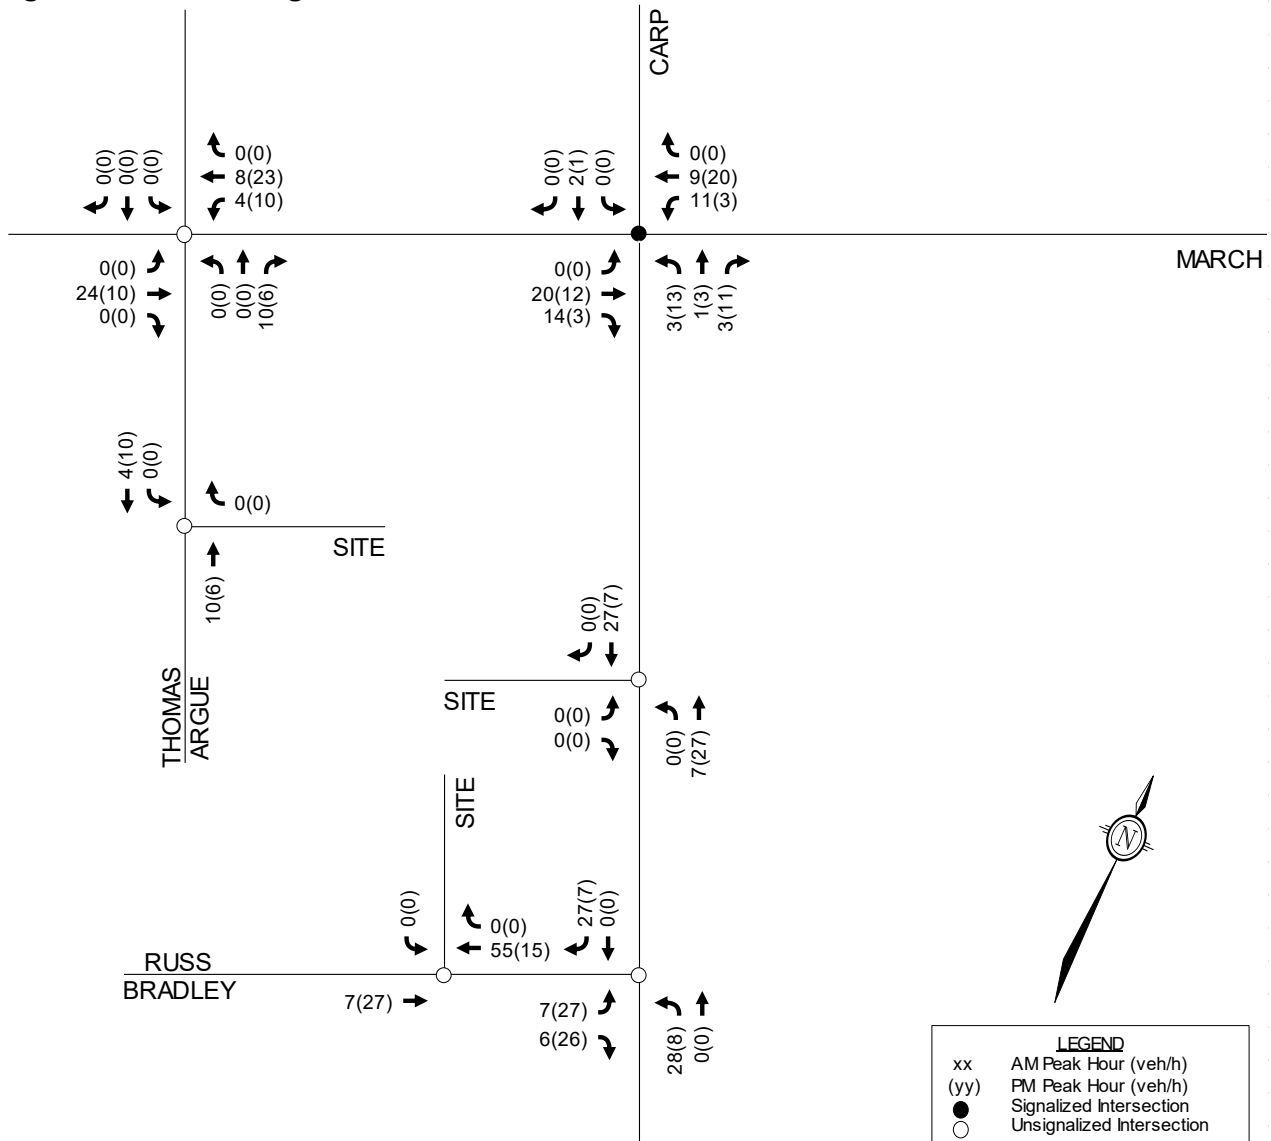 CARP
0(0)
0(0)
0(0)
0(0)
8(23)
4(10)
0(0)
2(1)
0(0)
0(0)
9(20)
11(3)
MARCH
0(0)
24(10)
0(0)
0(0)
0(0)
10(6)
0(0)
20(12)
14(3)
3(13)
1(3)
3(11)
4(10)
0(0)
0(0)
SITE
10(6)
THOMAS
ARGUE
0(0)
27(7)
SITE
0(0)
0(0)
0(0)
7(27)
SITE
0(0)
0(0)
55(15)
27(7)
0(0)
RUSS
BRADLEY
7(27)
7(27)
6(26)
28(8)
0(0)
N
LEGEND
xx AM Peak Hour (veh/h)
(yy) PM Peak Hour (veh/h)
Signalized Intersection
Unsignalized Intersection